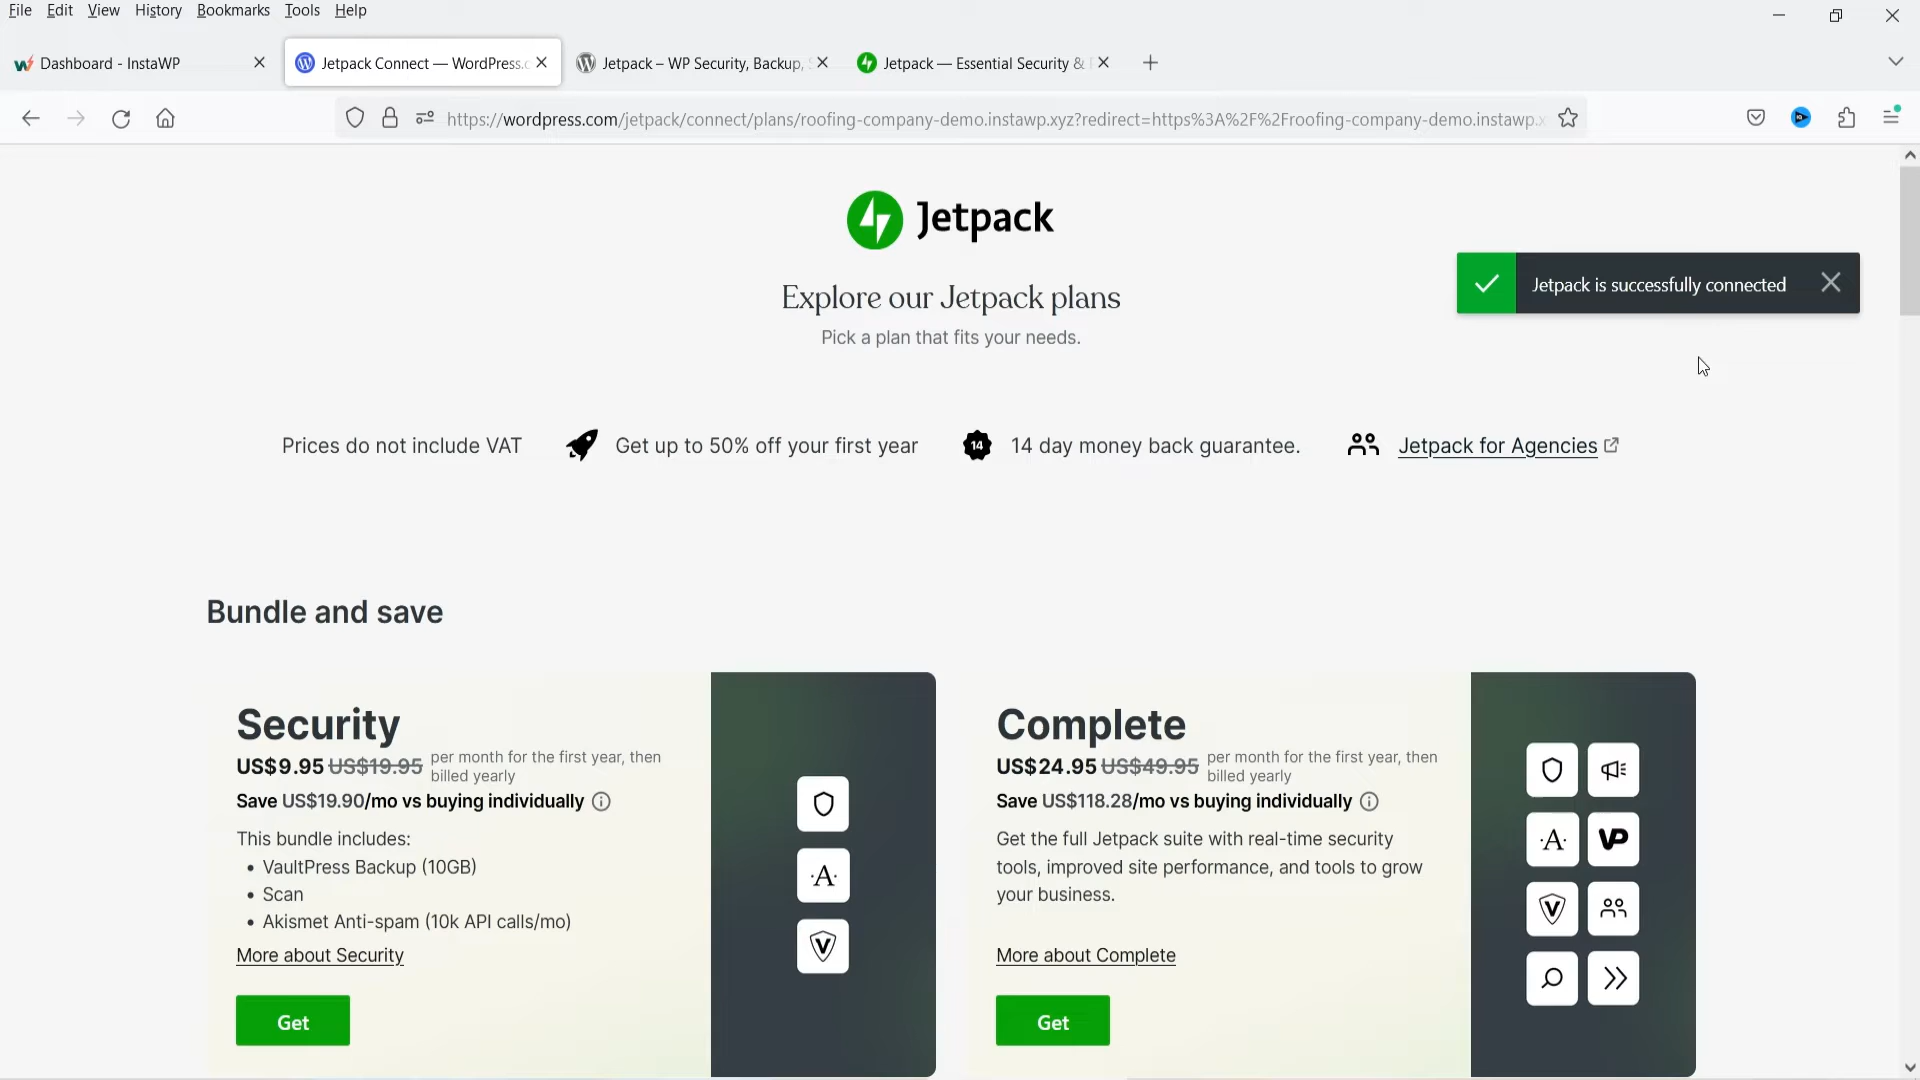 File Edit View History Bookmarks Tools Help
Dashboard - InstaWP
Jetpack Connect — WordPress.c
Jetpack – WP Security, Backup,
Jetpack — Essential Security &
https://wordpress.com/jetpack/connect/plans/roofing-company-demo.instawp.xyz?redirect=https%3A%2F%2Froofing-company-demo.instawp.x
Jetpack
Explore our Jetpack plans
Pick a plan that fits your needs.
Jetpack is successfully connected
Prices do not include VAT
Get up to 50% off your first year
14
14 day money back guarantee.
Jetpack for Agencies
Bundle and save
Security
US$9.95 US$19.95 per month for the first year, then
billed yearly
Save US$19.90/mo vs buying individually
This bundle includes:
• VaultPress Backup (10GB)
• Scan
• Akismet Anti-spam (10k API calls/mo)
More about Security
Get
·A·
V
Complete
US$24.95 US$49.95 per month for the first year, then
billed yearly
Save US$118.28/mo vs buying individually
Get the full Jetpack suite with real-time security
tools, improved site performance, and tools to grow
your business.
More about Complete
Get
·A·
VP
V